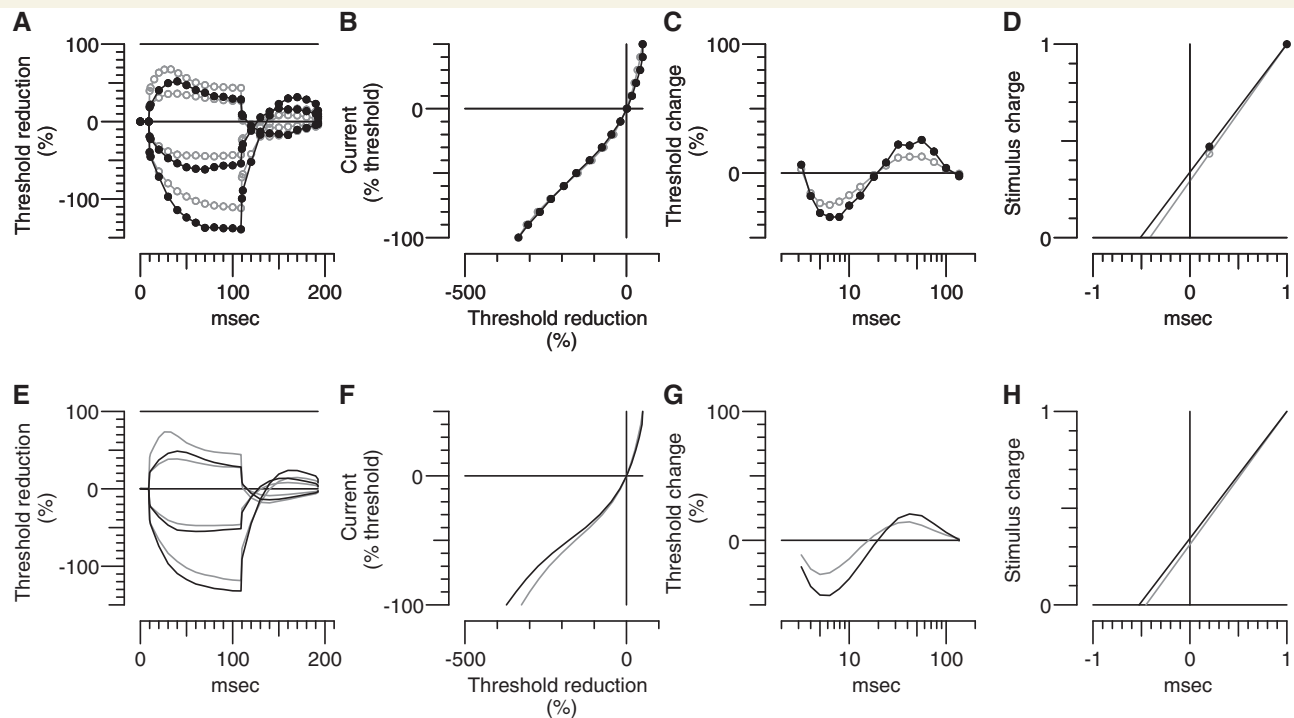 A
Threshold reduction
(%)
100
0
-100
0 100 200
msec
B
Current
(% threshold)
0
-100
-500 0
Threshold reduction
(%)
C
Threshold change
(%)
100
0
10 100
msec
D
Stimulus charge
1
0
-1 0 1
msec
E
Threshold reduction
(%)
100
0
-100
0 100 200
msec
F
Current
(% threshold)
0
-100
-500 0
Threshold reduction
(%)
G
Threshold change
(%)
100
0
10 100
msec
H
Stimulus charge
1
0
-1 0 1
msec